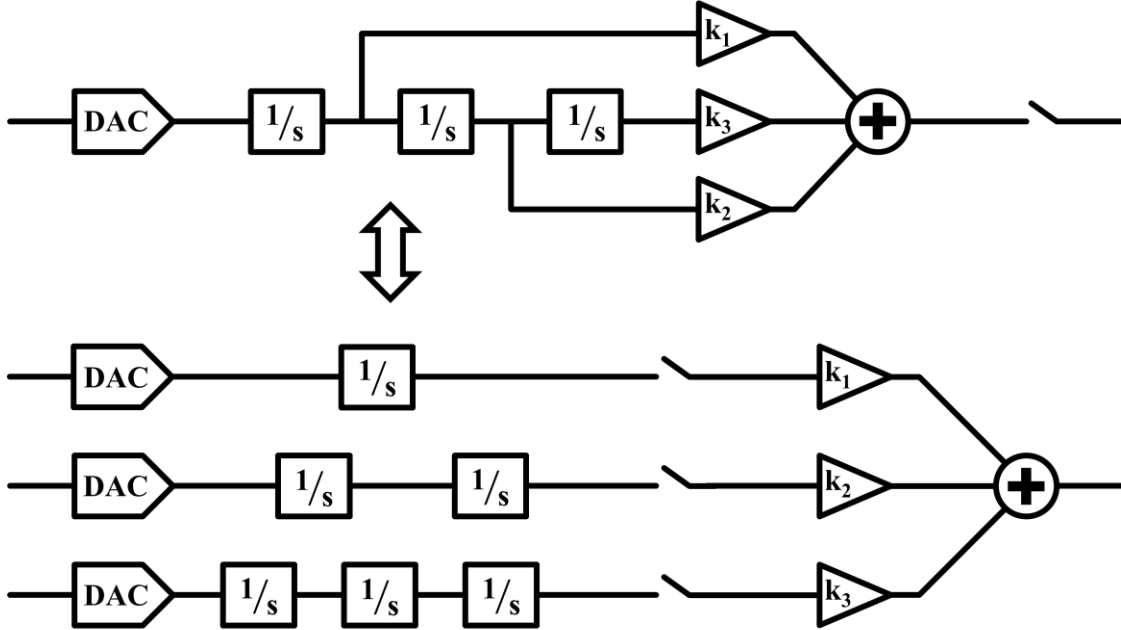 k₁
DAC 1/s 1/s 1/s k₃ +
k₂
DAC 1/s k₁
DAC 1/s 1/s k₂ +
DAC 1/s 1/s 1/s k₃